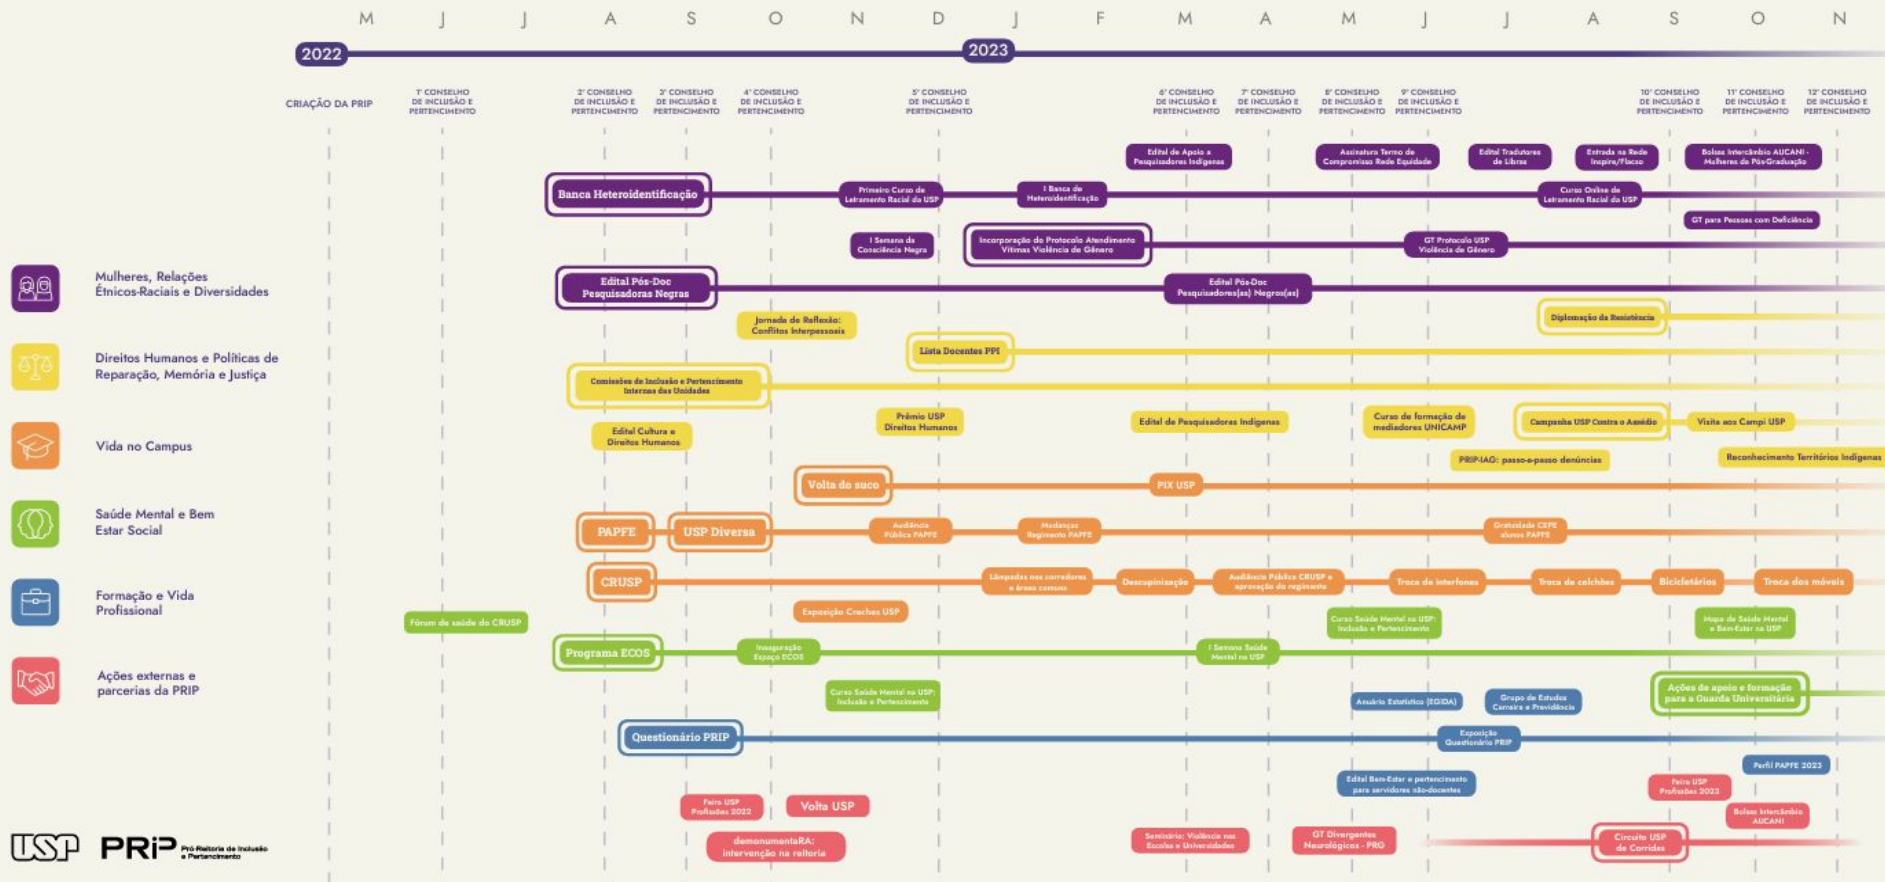 M J J A S O N D J F M A M J J A S O N
2022
2023
CRIAÇÃO DA PRIP
1º CONSELHO
DE INCLUSÃO E
PERTENCIMENTO
2º CONSELHO
DE INCLUSÃO E
PERTENCIMENTO
3º CONSELHO
DE INCLUSÃO E
PERTENCIMENTO
4º CONSELHO
DE INCLUSÃO E
PERTENCIMENTO
5º CONSELHO
DE INCLUSÃO E
PERTENCIMENTO
6º CONSELHO
DE INCLUSÃO E
PERTENCIMENTO
7º CONSELHO
DE INCLUSÃO E
PERTENCIMENTO
8º CONSELHO
DE INCLUSÃO E
PERTENCIMENTO
9º CONSELHO
DE INCLUSÃO E
PERTENCIMENTO
10º CONSELHO
DE INCLUSÃO E
PERTENCIMENTO
11º CONSELHO
DE INCLUSÃO E
PERTENCIMENTO
12º CONSELHO
DE INCLUSÃO E
PERTENCIMENTO
Edital de Apoio a
Pesquisadores Indígenas
Assinatura Termo de
Compromisso Rede Equidade
Edital Tradutores
de Libras
Entrada na Rede
Inspire/Flacso
Bolsas Intercâmbio AUCANI -
Mulheres de Pós-Graduação
Banca Heteroidentificação
Primeiro Curso de
Letramento Racial da USP
I Banca de
Heteroidentificação
Curso Online de
Letramento Racial da USP
GT para Pessoas com Deficiência
I Semana da
Consciência Negra
Incorporação do Protocolo Atendimento
Vítimas Violência de Gênero
GT Protocolo USP
Violência de Gênero
Mulheres, Relações
Étnicos-Raciais e Diversidades
Edital Pós-Doc
Pesquisadoras Negras
Edital Pós-Doc
Pesquisadores(as) Negros(as)
Jornada de Reflexão:
Conflitos Interpessoais
Diplomação da Resistência
Direitos Humanos e Políticas de
Reparação, Memória e Justiça
Lista Docentes PPI
Comissões de Inclusão e Pertencimento
Internas das Unidades
Edital Cultura e
Direitos Humanos
Prêmio USP
Direitos Humanos
Edital de Pesquisadoras Indígenas
Curso de formação de
mediadores UNICAMP
Campanha USP Contra o Assédio
Visita aos Campi USP
PRIP-IAG: passo-a-passo denúncias
Reconhecimento Territórios Indígenas
Vida no Campus
Volta do suco
PIX USP
Saúde Mental e Bem
Estar Social
PAPFE
USP Diversa
Audiência
Pública PAPFE
Mudanças
Regimento PAPFE
Gratuidade CEPE
alunos PAPFE
CRUSP
Lâmpadas nos corredores
e áreas comuns
Descupinização
Audiência Pública CRUSP e
aprovação do regimento
Troca de interfones
Troca de colchões
Bicicletários
Troca dos móveis
Formação e Vida
Profissional
Exposição Creches USP
Fórum de saúde do CRUSP
Curso Saúde Mental na USP:
Inclusão e Pertencimento
Mapa de Saúde Mental
e Bem-Estar na USP
Programa ECOS
Inauguração
Espaço ECOS
I Semana Saúde
Mental na USP
Ações externas e
parcerias da PRIP
Curso Saúde Mental na USP:
Inclusão e Pertencimento
Anuário Estatístico (EGIDA)
Grupo de Estudos
Carreira e Previdência
Ações de apoio e formação
para a Guarda Universitária
Questionário PRIP
Exposição
Questionário PRIP
Perfil PAPFE 2023
Edital Bem-Estar e pertencimento
para servidores não-docentes
Feira USP
Profissões 2022
Volta USP
Feira USP
Profissões 2023
Bolsas Intercâmbio
AUCANI
demonumentaRA:
intervenção na reitoria
Seminário: Violência nas
Escolas e Universidades
GT Divergentes
Neurológicos - PRG
Circuito USP
de Corridas
USP
PRIP Pró-Reitoria de Inclusão
e Pertencimento